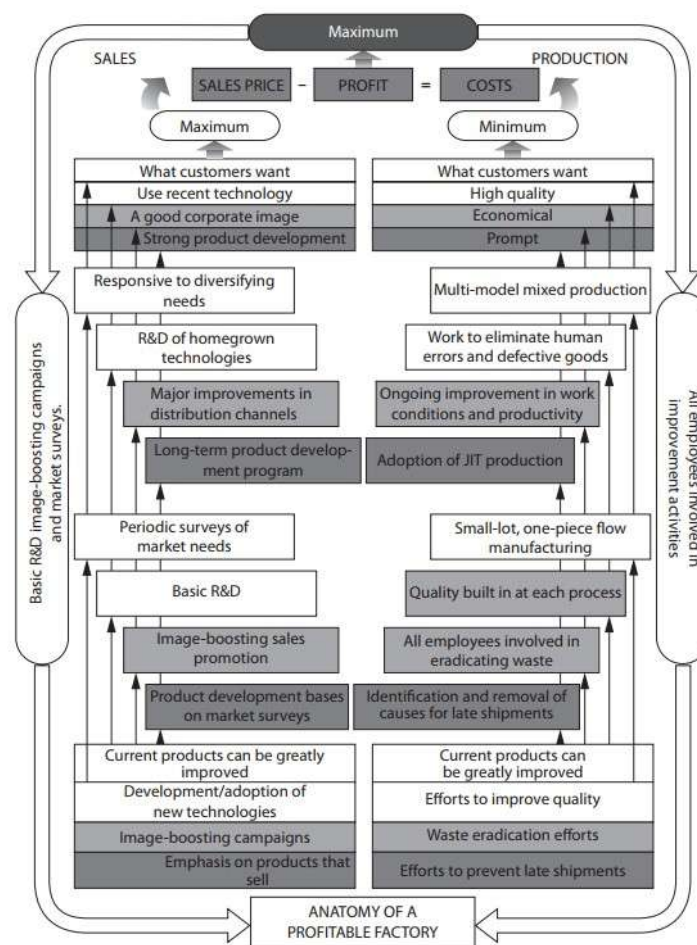 Maximum
SALES
PRODUCTION
SALES PRICE – PROFIT = COSTS
Maximum
Minimum
What customers want
Use recent technology
A good corporate image
Strong product development
What customers want
High quality
Economical
Prompt
Responsive to diversifying
needs
Multi-model mixed production
R&D of homegrown
technologies
Work to eliminate human
errors and defective goods
Major improvements in
distribution channels
Ongoing improvement in work
conditions and productivity
Long-term product develop-
ment program
Adoption of JIT production
Basic R&D image-boosting campaigns
and market surveys.
All employees involved in
improvement activities
Periodic surveys of
market needs
Small-lot, one-piece flow
manufacturing
Basic R&D
Quality built in at each process
Image-boosting sales
promotion
All employees involved in
eradicating waste
Product development bases
on market surveys
Identification and removal of
causes for late shipments
Current products can be greatly
improved
Development/adoption of
new technologies
Image-boosting campaigns
Emphasis on products that
sell
Current products can
be greatly improved
Efforts to improve quality
Waste eradication efforts
Efforts to prevent late shipments
ANATOMY OF A
PROFITABLE FACTORY